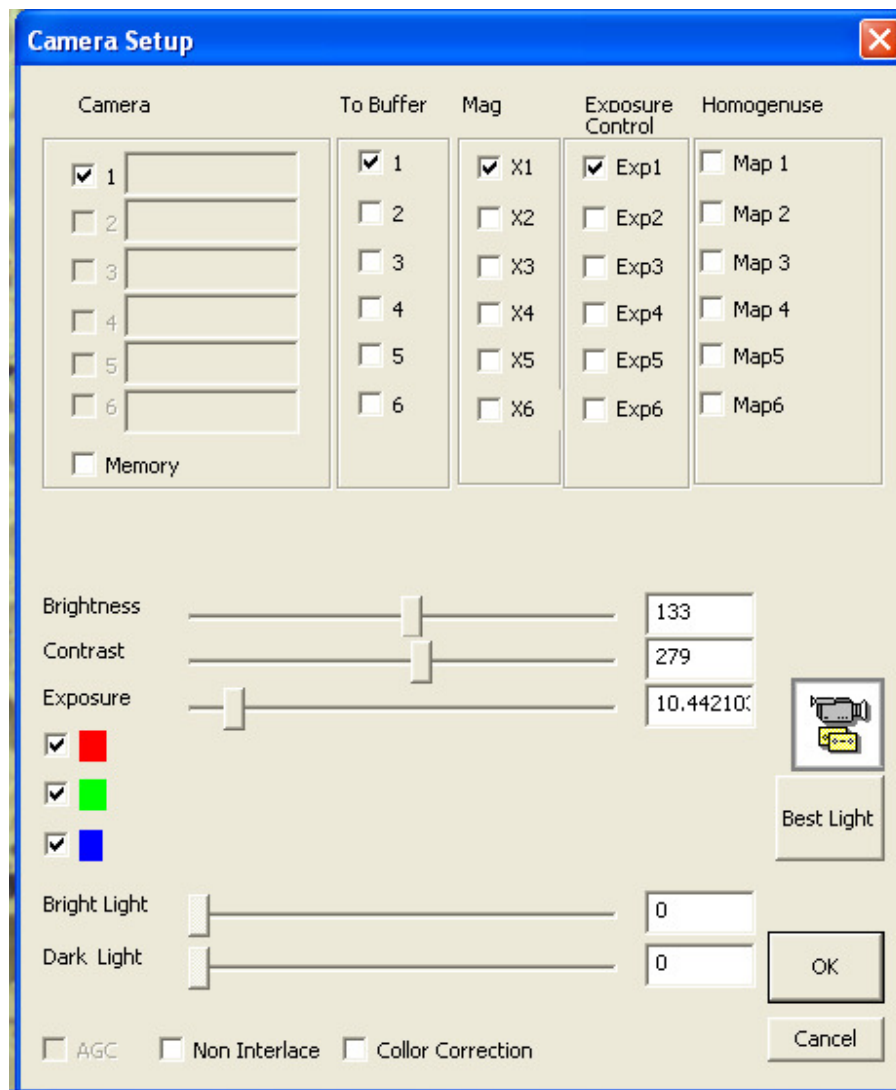 Camera Setup
Camera To Buffer Mag Exposure Control Homogenuse
1 1 X1 Exp1 Map 1
2 2 X2 Exp2 Map 2
3 3 X3 Exp3 Map 3
4 4 X4 Exp4 Map 4
5 5 X5 Exp5 Map5
6 6 X6 Exp6 Map6
Memory
Brightness 133
Contrast 279
Exposure 10.442103
Best Light
Bright Light 0
Dark Light 0
OK
AGC Non Interlace Collor Correction Cancel